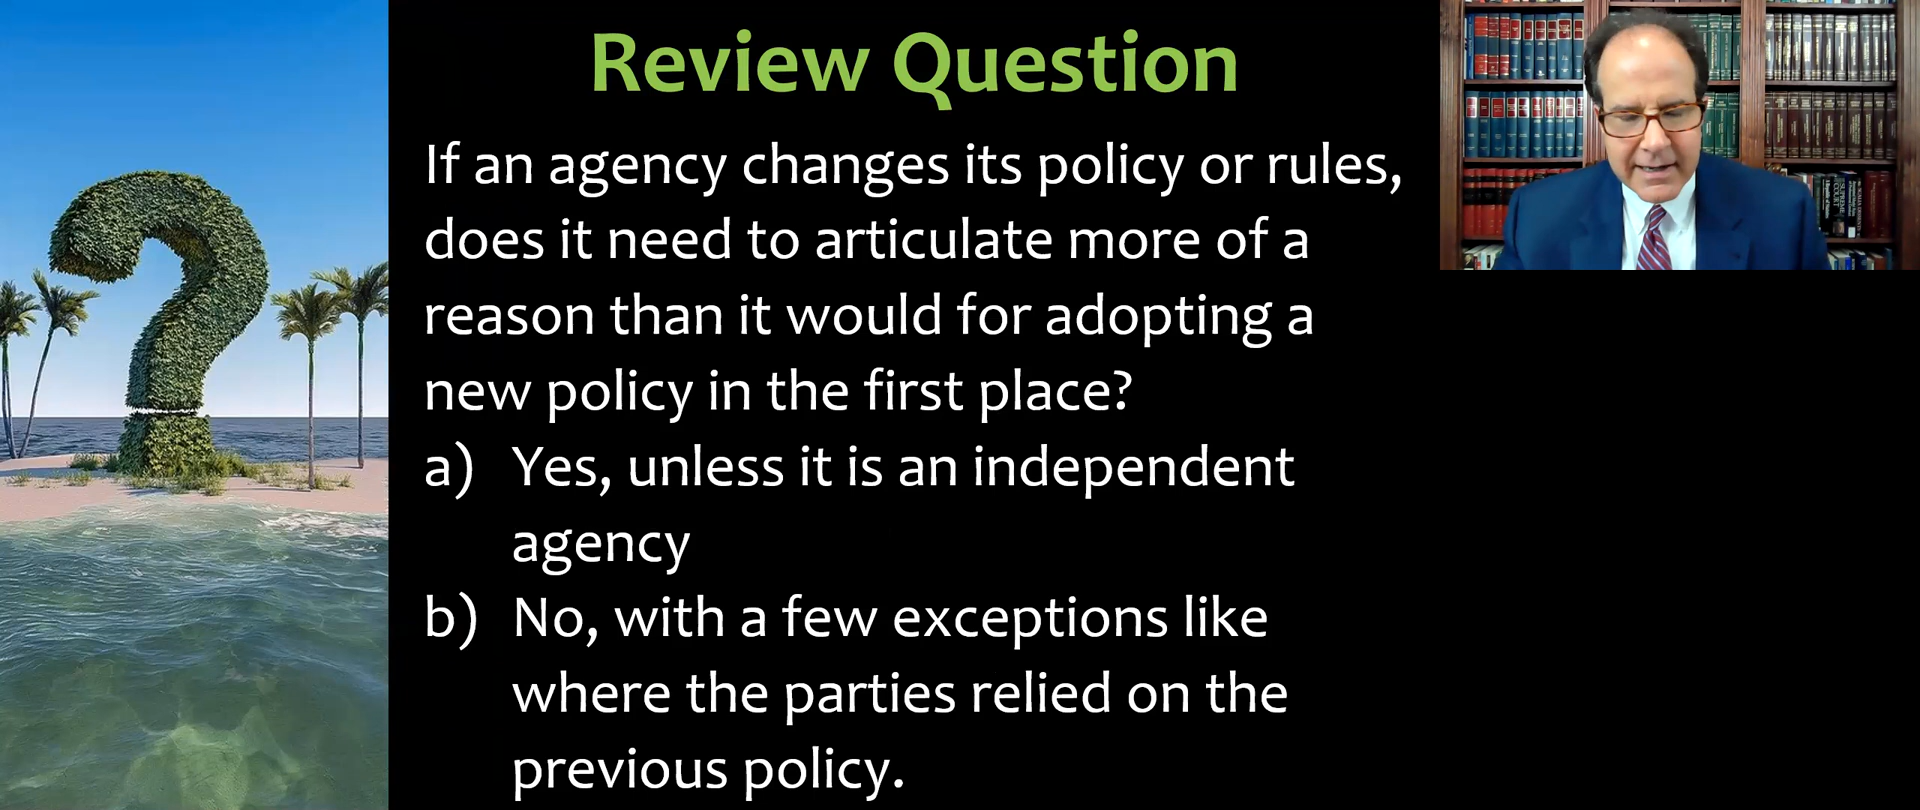 Review Question
If an agency changes its policy or rules,
does it need to articulate more of a
reason than it would for adopting a
new policy in the first place?
a) Yes, unless it is an independent
agency
b) No, with a few exceptions like
where the parties relied on the
previous policy.